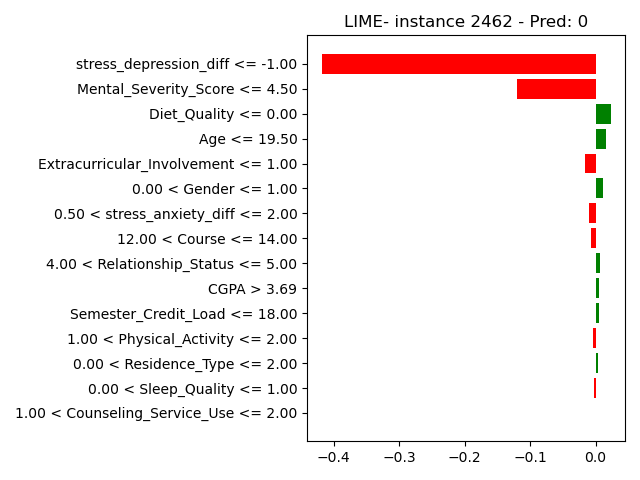 LIME- instance 2462 - Pred: 0
stress_depression_diff <= -1.00
Mental_Severity_Score <= 4.50
Diet_Quality <= 0.00
Age <= 19.50
Extracurricular_Involvement <= 1.00
0.00 < Gender <= 1.00
0.50 < stress_anxiety_diff <= 2.00
12.00 < Course <= 14.00
4.00 < Relationship_Status <= 5.00
CGPA > 3.69
Semester_Credit_Load <= 18.00
1.00 < Physical_Activity <= 2.00
0.00 < Residence_Type <= 2.00
0.00 < Sleep_Quality <= 1.00
1.00 < Counseling_Service_Use <= 2.00
−0.4 −0.3 −0.2 −0.1 0.0